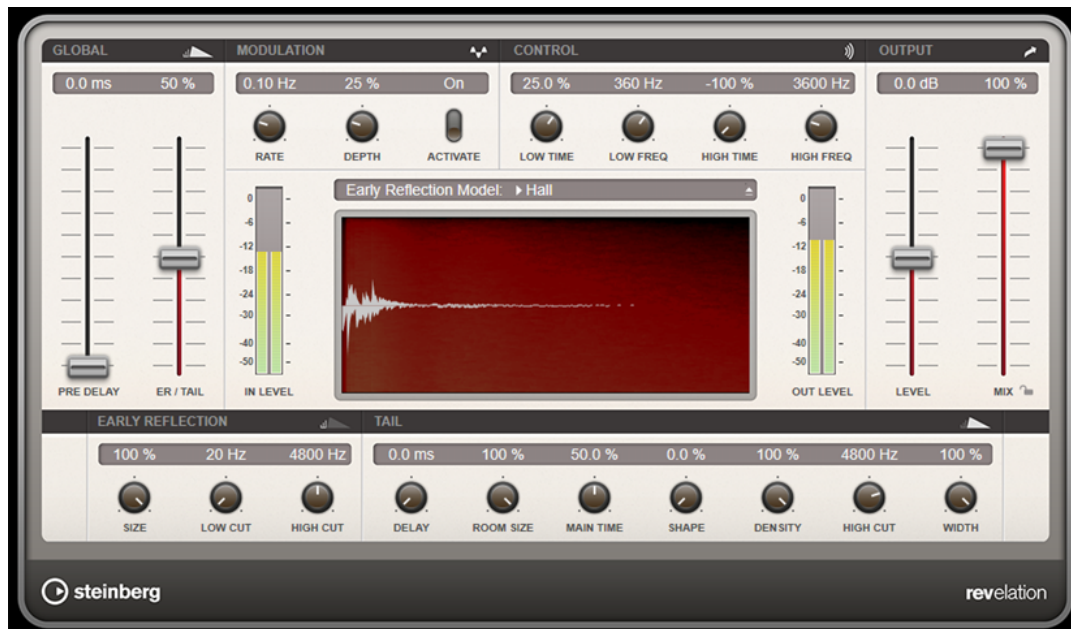 GLOBAL
MODULATION
CONTROL
OUTPUT
0.0 ms 50 %
0.10 Hz 25 % On
25.0 % 360 Hz -100 % 3600 Hz
0.0 dB 100 %
RATE DEPTH ACTIVATE
LOW TIME LOW FREQ HIGH TIME HIGH FREQ
Early Reflection Model: Hall
0
-6
-12
-18
-24
-30
-40
-50
0
-6
-12
-18
-24
-30
-40
-50
PRE DELAY ER / TAIL
IN LEVEL
OUT LEVEL
LEVEL MIX
EARLY REFLECTION
TAIL
100 % 20 Hz 4800 Hz
0.0 ms 100 % 50.0 % 0.0 % 100 % 4800 Hz 100 %
SIZE LOW CUT HIGH CUT
DELAY ROOM SIZE MAIN TIME SHAPE DENSITY HIGH CUT WIDTH
steinberg
revelation